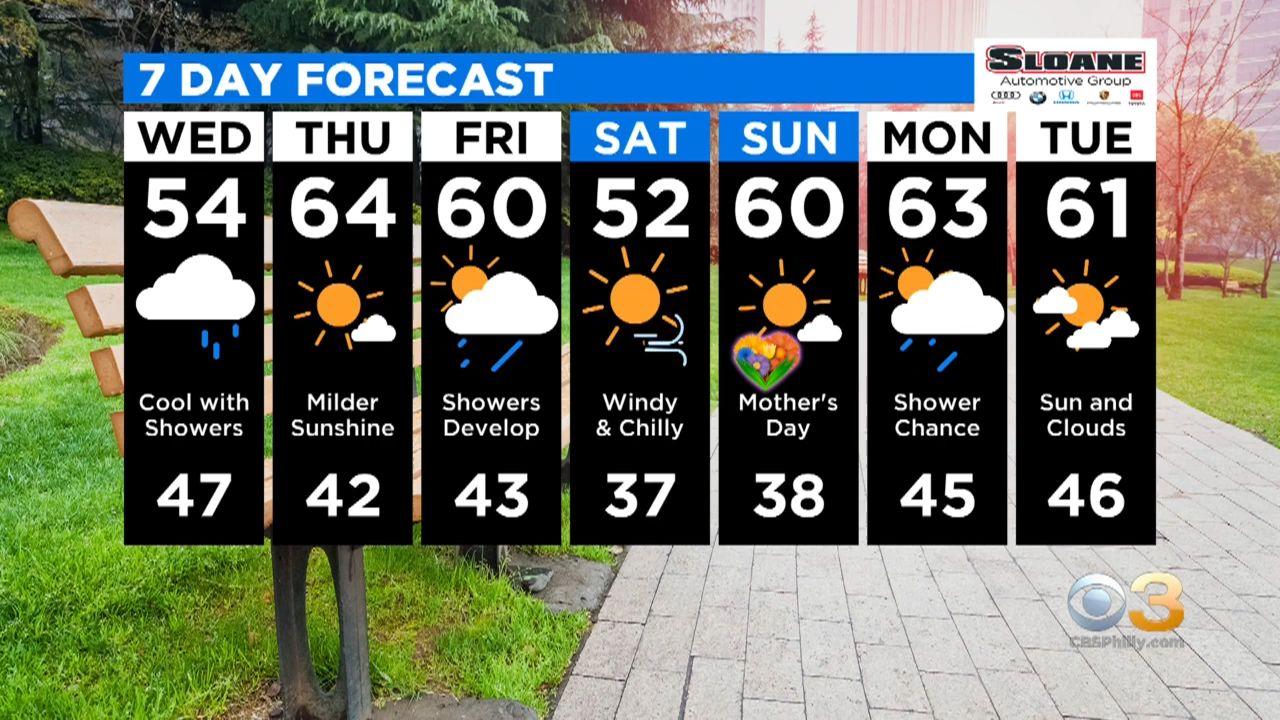 7 DAY FORECAST
SLOANE
Automotive Group
WED
54
Cool with
Showers
47
THU
64
Milder
Sunshine
42
FRI
60
Showers
Develop
43
SAT
52
Windy
& Chilly
37
SUN
60
Mother's
Day
38
MON
63
Shower
Chance
45
TUE
61
Sun and
Clouds
46
3
CBSPhilly.com